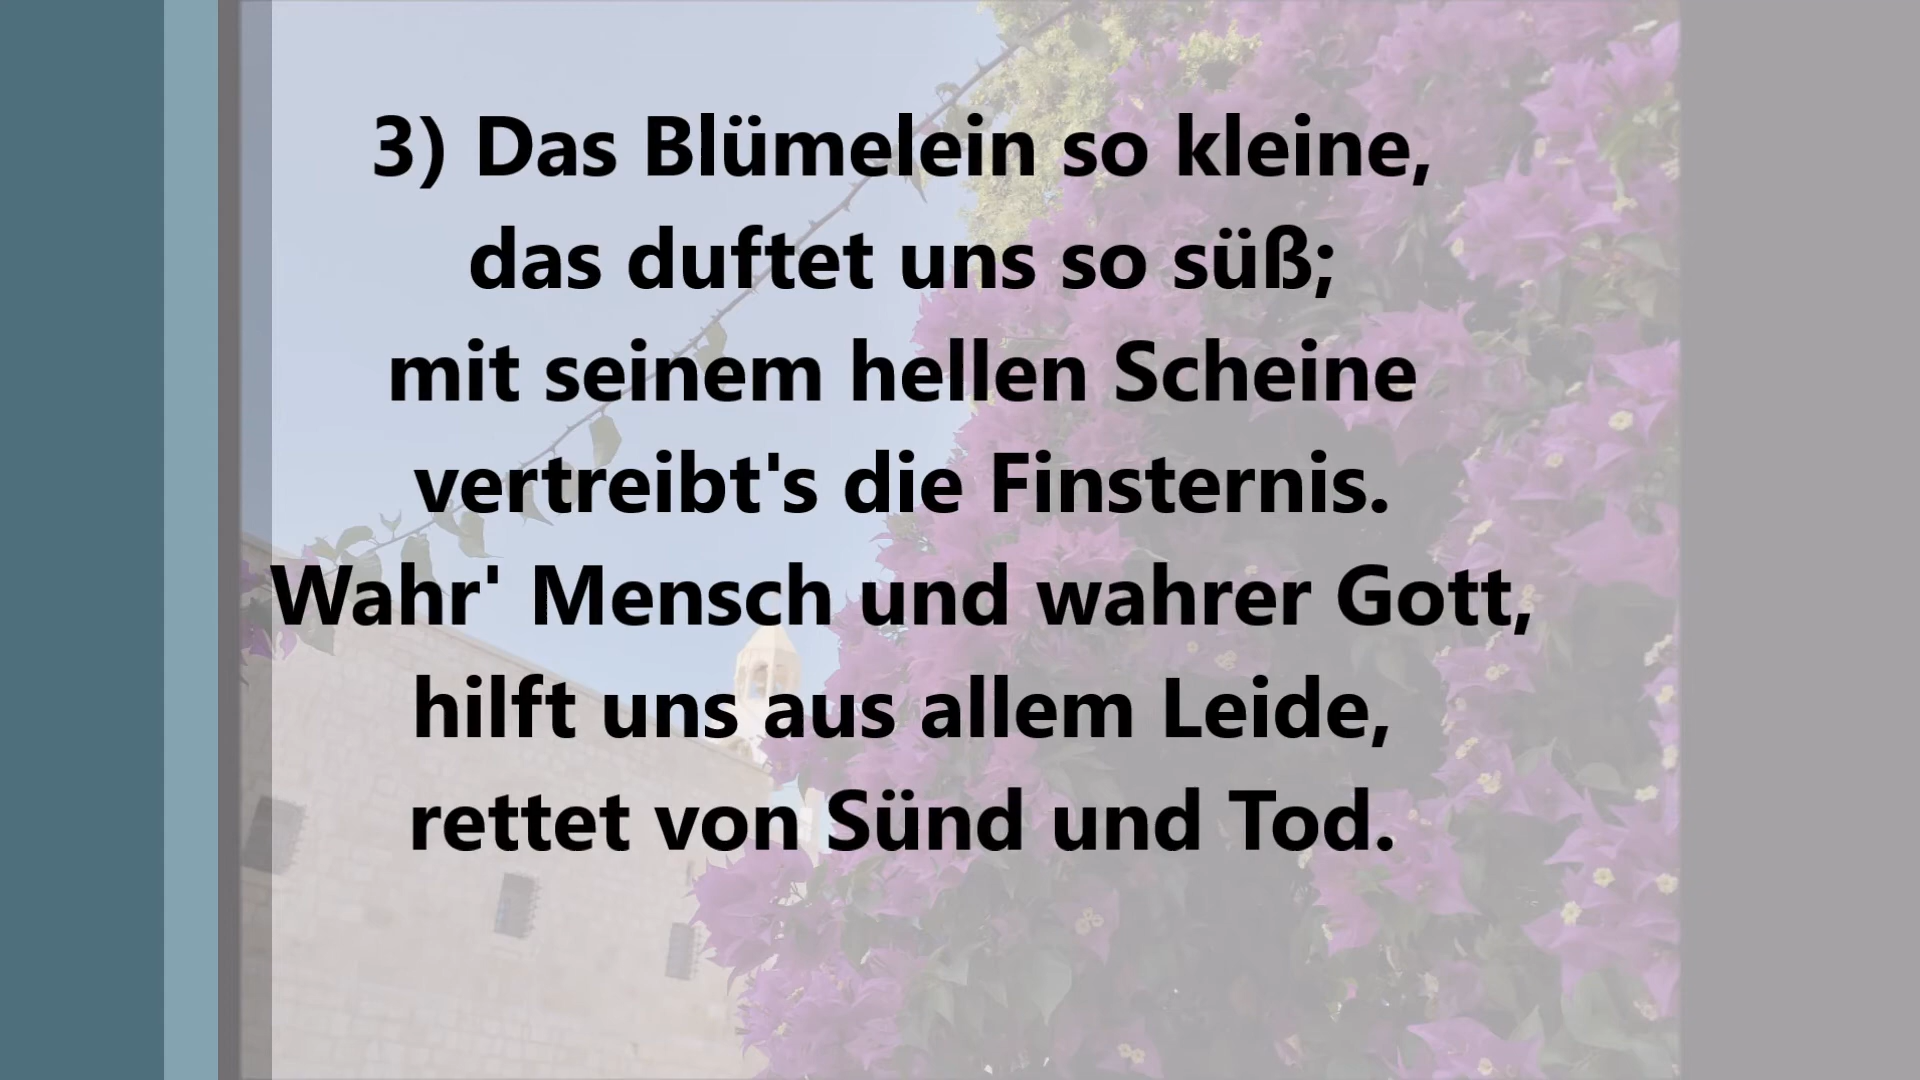 3) Das Blümelein so kleine,
das duftet uns so süß;
mit seinem hellen Scheine
vertreibt's die Finsternis.
Wahr' Mensch und wahrer Gott,
hilft uns aus allem Leide,
rettet von Sünd und Tod.